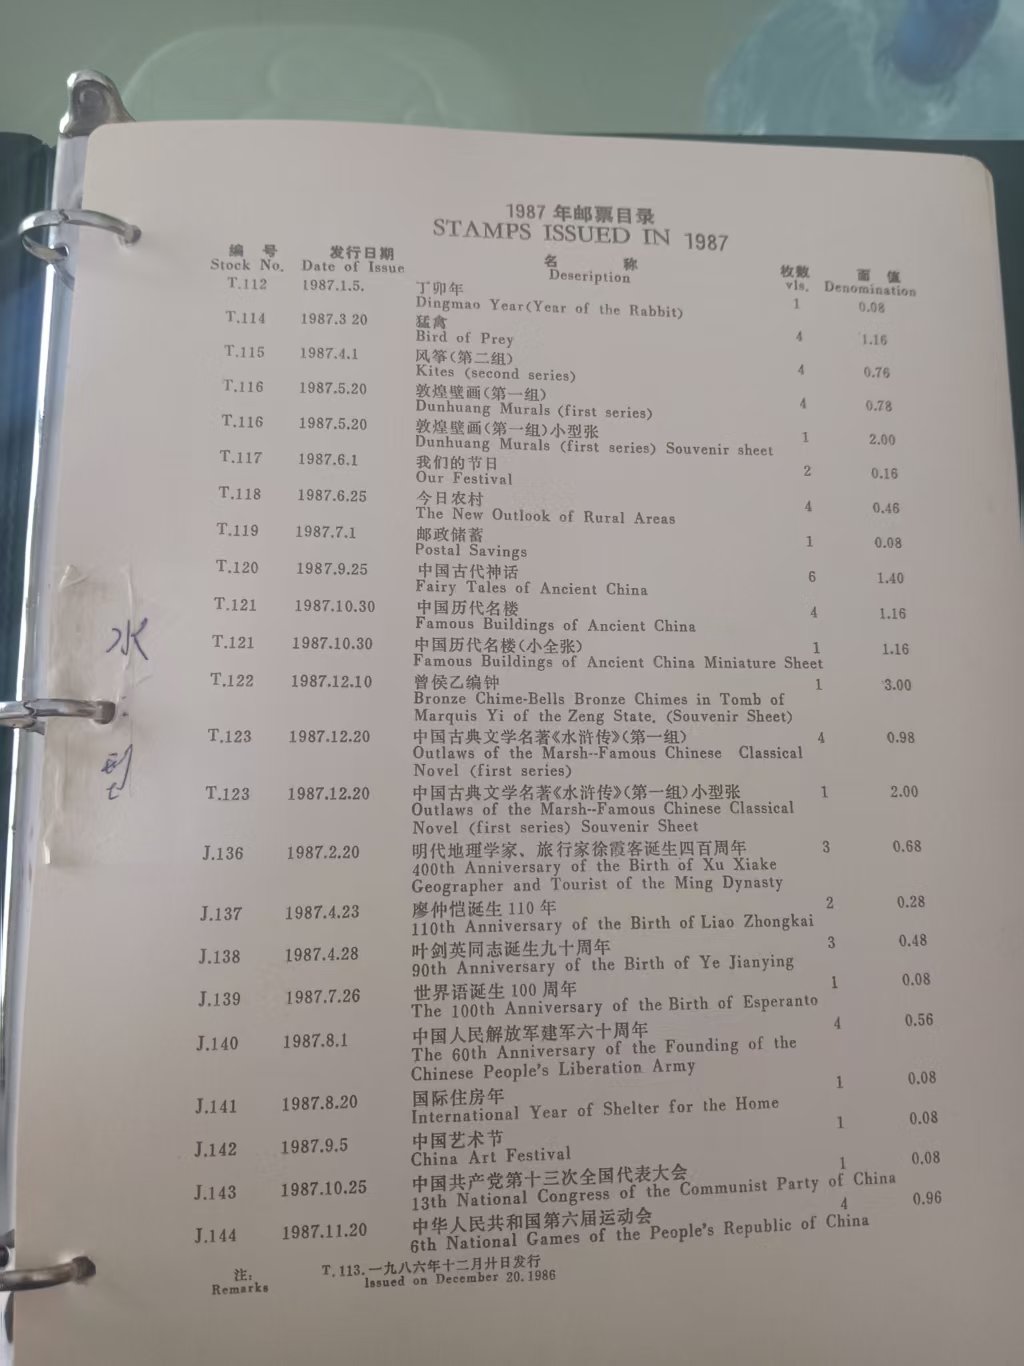 1987 年邮票目录
STAMPS ISSUED IN 1987
编 号 发行日期 名 称 枚数 面 值
Stock No. Date of Issue Deseription vls. Denomination
T.112 1987.1.5. 丁卯年
Dingmao Year(Year of the Rabbit) 1 0.08
T.114 1987.3 20 猛禽
Bird of Prey 4 1.16
T.115 1987.4.1 风筝(第二组)
Kites (second series) 4 0.76
T.116 1987.5.20 敦煌壁画(第一组)
Dunhuang Murals (first series) 4 0.78
T.116 1987.5.20 敦煌壁画(第一组)小型张
Dunhuang Murals (first series) Souvenir sheet 1 2.00
T.117 1987.6.1 我们的节日
Our Festival 2 0.16
T.118 1987.6.25 今日农村
The New Outlook of Rural Areas 4 0.46
T.119 1987.7.1 邮政储蓄
Postal Savings 1 0.08
T.120 1987.9.25 中国古代神话
Fairy Tales of Ancient China 6 1.40
T.121 1987.10.30 中国历代名楼
Famous Buildings of Ancient China 4 1.16
T.121 1987.10.30 中国历代名楼(小全张)
Famous Buildings of Ancient China Miniature Sheet 1 1.16
T.122 1987.12.10 曾侯乙编钟 1 3.00
Bronze Chime-Bells Bronze Chimes in Tomb of
Marquis Yi of the Zeng State. (Souvenir Sheet)
T.123 1987.12.20 中国古典文学名著《水浒传》(第一组) 4 0.98
Outlaws of the Marsh--Famous Chinese Classical
Novel (first series)
T.123 1987.12.20 中国古典文学名著《水浒传》(第一组)小型张 1 2.00
Outlaws of the Marsh--Famous Chinese Classical
Novel (first series) Souvenir Sheet
J.136 1987.2.20 明代地理学家、旅行家徐霞客诞生四百周年 3 0.68
400th Anniversary of the Birth of Xu Xiake
Geographer and Tourist of the Ming Dynasty
J.137 1987.4.23 廖仲恺诞生 110 年 2 0.28
110th Anniversary of the Birth of Liao Zhongkai
J.138 1987.4.28 叶剑英同志诞生九十周年 3 0.48
90th Anniversary of the Birth of Ye Jianying
J.139 1987.7.26 世界语诞生 100 周年 1 0.08
The 100th Anniversary of the Birth of Esperanto
J.140 1987.8.1 中国人民解放军建军六十周年 4 0.56
The 60th Anniversary of the Founding of the
Chinese People's Liberation Army
J.141 1987.8.20 国际住房年 1 0.08
International Year of Shelter for the Home
J.142 1987.9.5 中国艺术节 1 0.08
China Art Festival
J.143 1987.10.25 中国共产党第十三次全国代表大会 1 0.08
13th National Congress of the Communist Party of China
J.144 1987.11.20 中华人民共和国第六届运动会 4 0.96
6th National Games of the People's Republic of China
注: T.113.一九八六年十二月廿日发行
Remarks Issued on December 20.1986
水